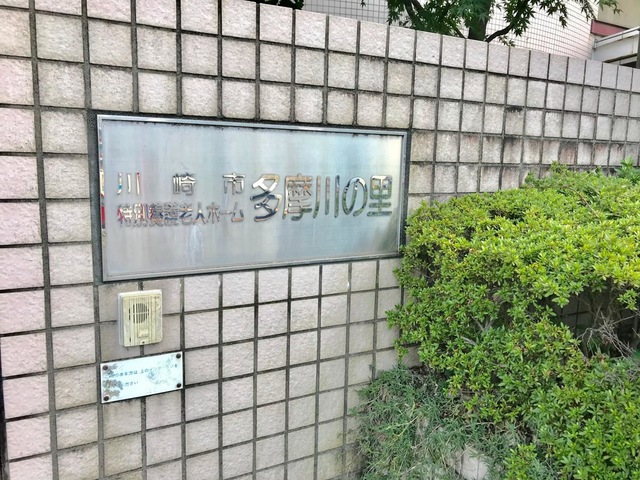 川崎市
特別養護老人ホーム
多摩川の里